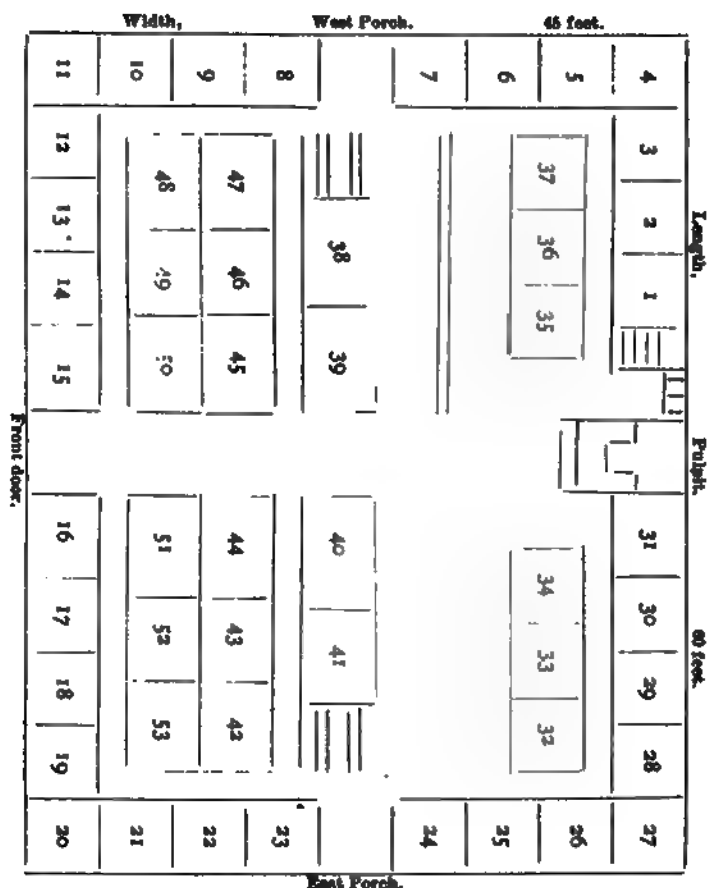 Width, West Porch. 45 feet.
11 10 9 8 7 6 5 4
12 48 47 37 3
13 49 46 38 36 2
14 50 45 39 35 1
15
Length,
Front door.
Pulpit.
16 51 44 40 34 31
17 52 43 41 33 30
18 53 42 32 29
19 28
60 feet.
20 21 22 23 24 25 26 27
East Porch.